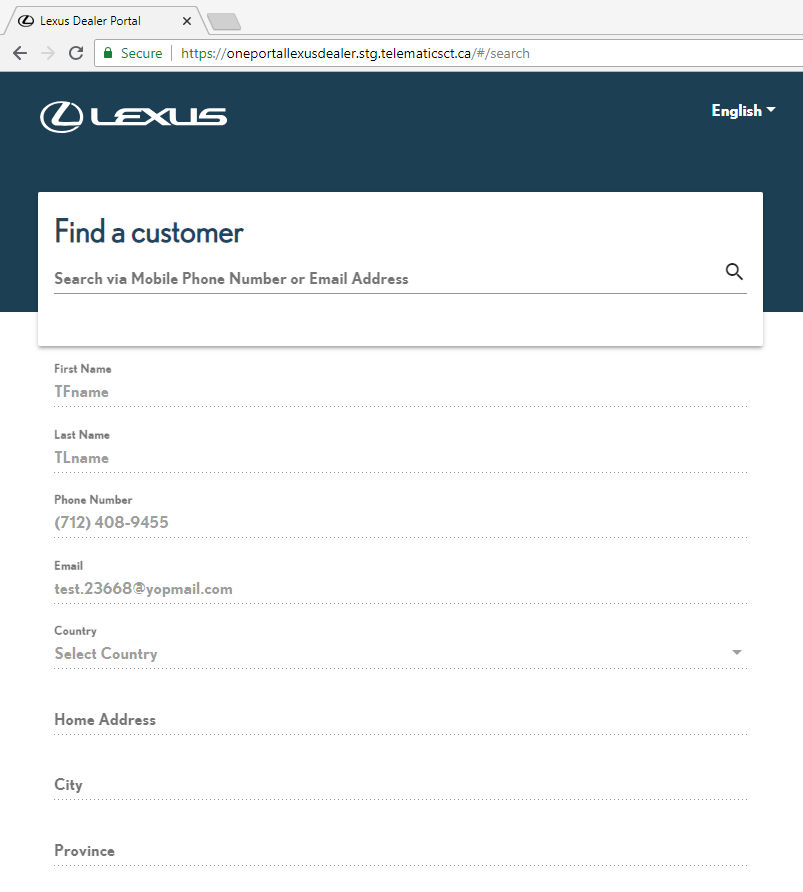 Lexus Dealer Portal
Secure https://oneportallexusdealer.stg.telematicsct.ca/#/search
LEXUS
English
Find a customer
Search via Mobile Phone Number or Email Address
First Name
TFname
Last Name
TLname
Phone Number
(712) 408-9455
Email
test.23668@yopmail.com
Country
Select Country
Home Address
City
Province